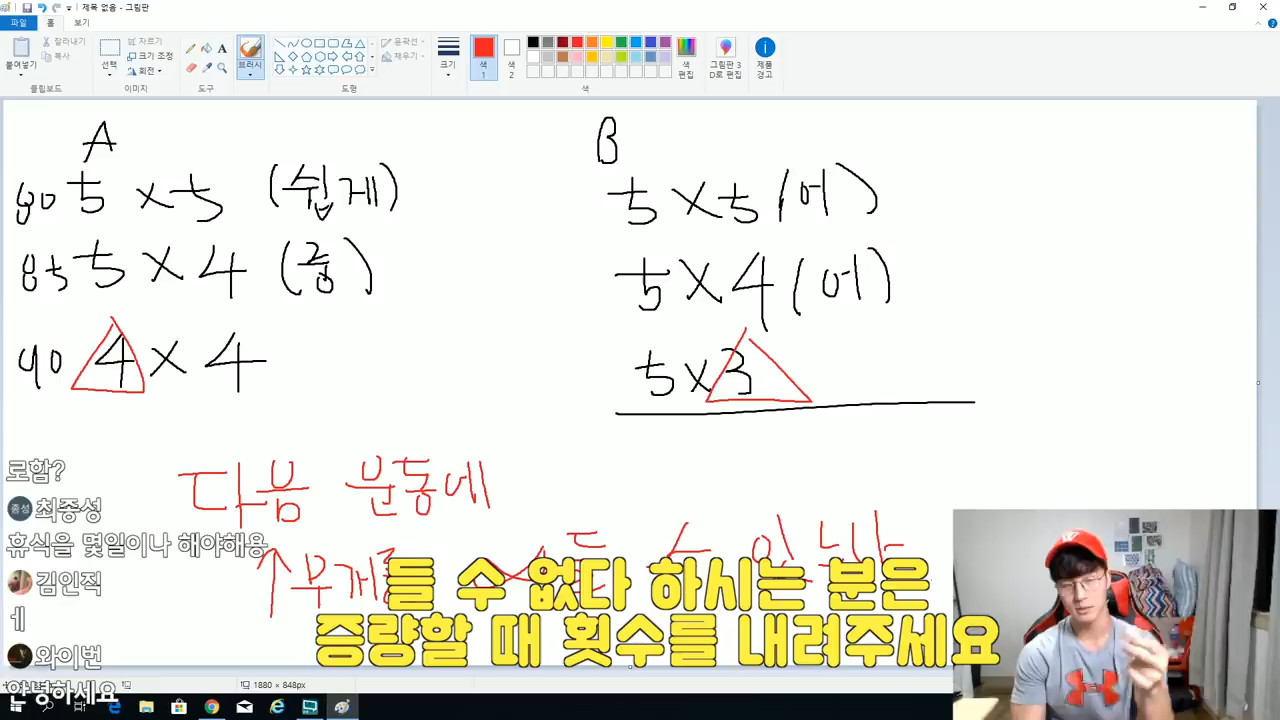 제목 없음 - 그림판
파일 홈 보기
붙여넣기 잘라내기 복사
선택 자르기 크기 조정 회전
브러시
윤곽선 채우기
크기
색 1 색 2
색 편집
그림판 3D로 편집
제품 경고
클립보드 이미지 도구 도형 색
A
80 5 × 5 (쉽게)
85 5 × 4 (중)
90 4 × 4
B
5 × 5 (어)
5 × 4 (어)
5 × 3
다음 운동에
↑ 무게
들 수 없다 하시는 분은
증량할 때 횟수를 내려주세요
로함?
종성 최종성
휴식을 몇일이나 해야해용
김인직
네
와이번
안녕하세요
1880 × 848px